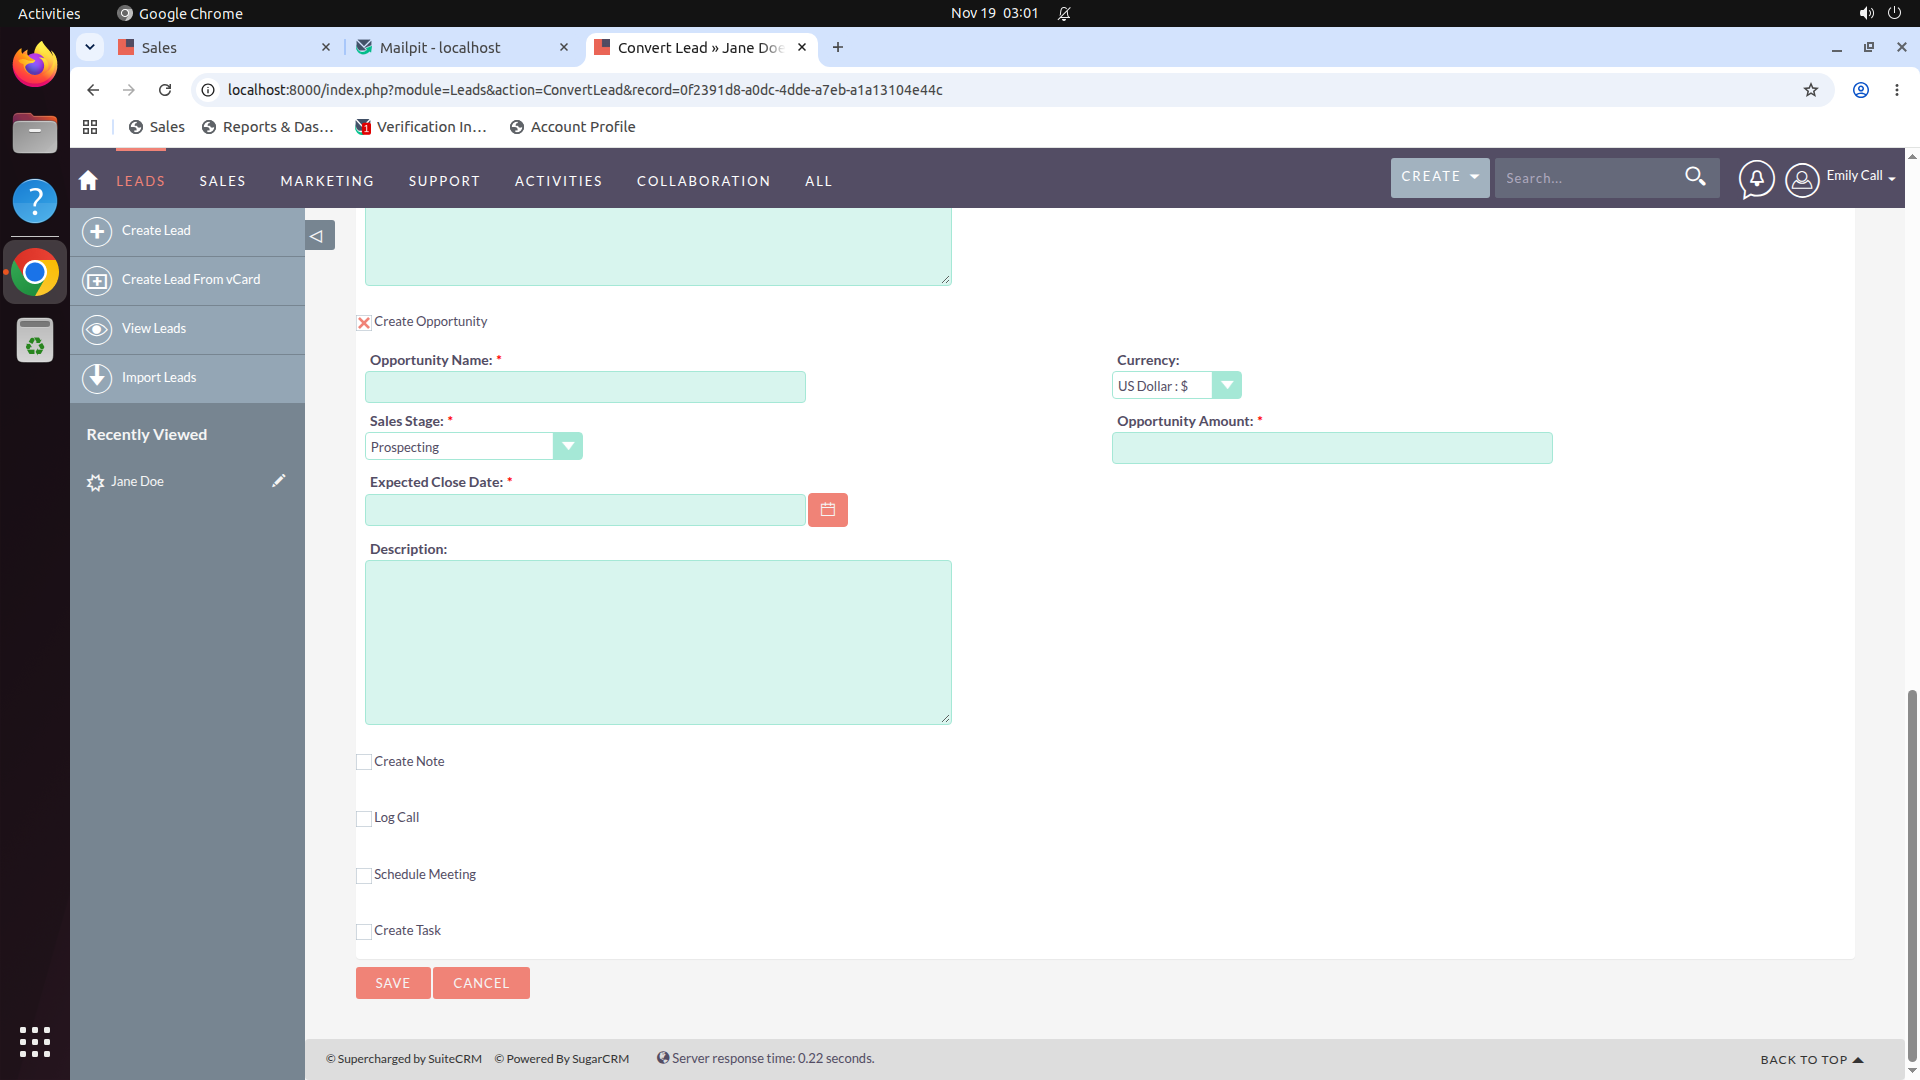 Activities
Google Chrome
Nov 19 03:01
Sales
Mailpit - localhost
Convert Lead » Jane Doe
localhost:8000/index.php?module=Leads&action=ConvertLead&record=0f2391d8-a0dc-4dde-a7eb-a1a13104e44c
Sales
Reports & Das...
1
Verification In...
Account Profile
LEADS
SALES
MARKETING
SUPPORT
ACTIVITIES
COLLABORATION
ALL
CREATE
Search...
Emily Call
Create Lead
Create Lead From vCard
View Leads
Import Leads
Recently Viewed
Jane Doe
Create Opportunity
Opportunity Name: *
Currency:
US Dollar : $
Sales Stage: *
Prospecting
Opportunity Amount: *
Expected Close Date: *
Description:
Create Note
Log Call
Schedule Meeting
Create Task
SAVE
CANCEL
© Supercharged by SuiteCRM
© Powered By SugarCRM
Server response time: 0.22 seconds.
BACK TO TOP